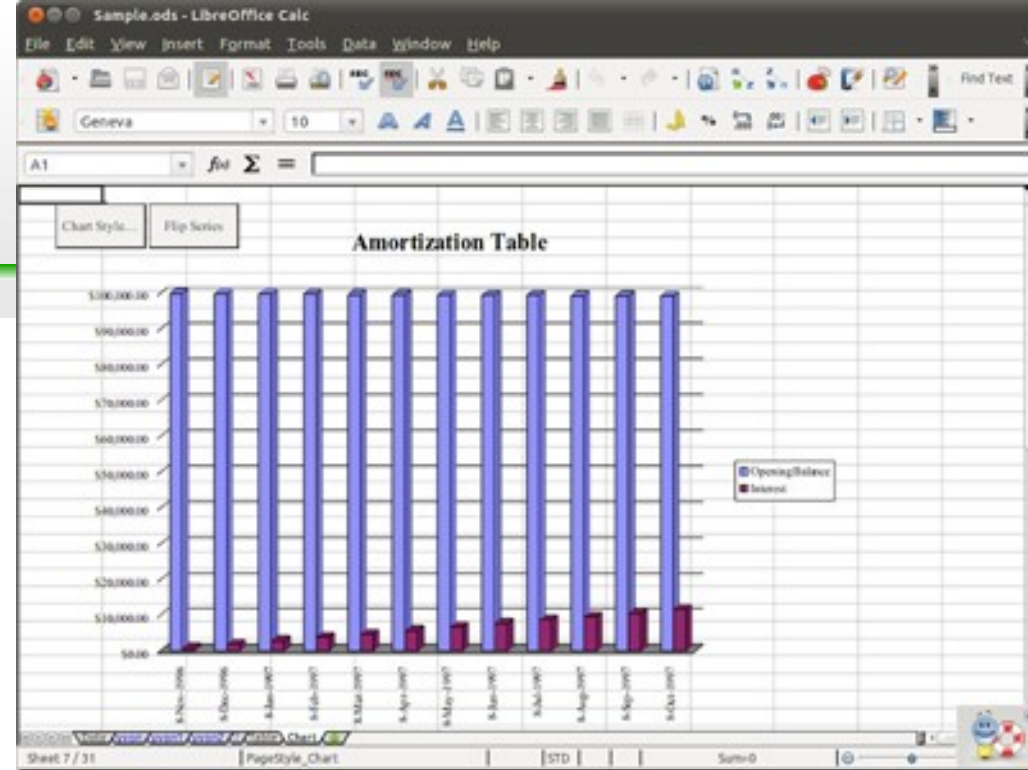 Sample.ods - LibreOffice Calc
File Edit View Insert Format Tools Data Window Help
Find Text
Geneva 10
A1
Chart Style... Flip Series
Amortization Table
$100,000.00
$90,000.00
$80,000.00
$70,000.00
$60,000.00
$50,000.00
$40,000.00
$30,000.00
$20,000.00
$10,000.00
$0.00
OpeningBalance
Interest
8-Nov-1996
8-Dec-1996
8-Jan-1997
8-Feb-1997
8-Mar-1997
8-Apr-1997
8-May-1997
8-Jun-1997
8-Jul-1997
8-Aug-1997
8-Sep-1997
8-Oct-1997
Chart
Sheet 7 / 31 PageStyle_Chart STD Sum=0